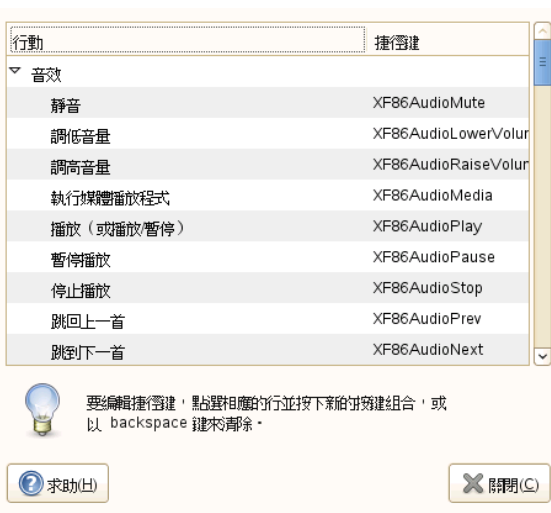 行動 捷徑鍵
音效
靜音 XF86AudioMute
調低音量 XF86AudioLowerVolur
調高音量 XF86AudioRaiseVolur
執行媒體播放程式 XF86AudioMedia
播放（或播放/暫停） XF86AudioPlay
暫停播放 XF86AudioPause
停止播放 XF86AudioStop
跳回上一首 XF86AudioPrev
跳到下一首 XF86AudioNext
要編輯捷徑鍵，點選相應的行並按下新的按鍵組合，或
以 backspace 鍵來清除。
求助(H) 關閉(C)